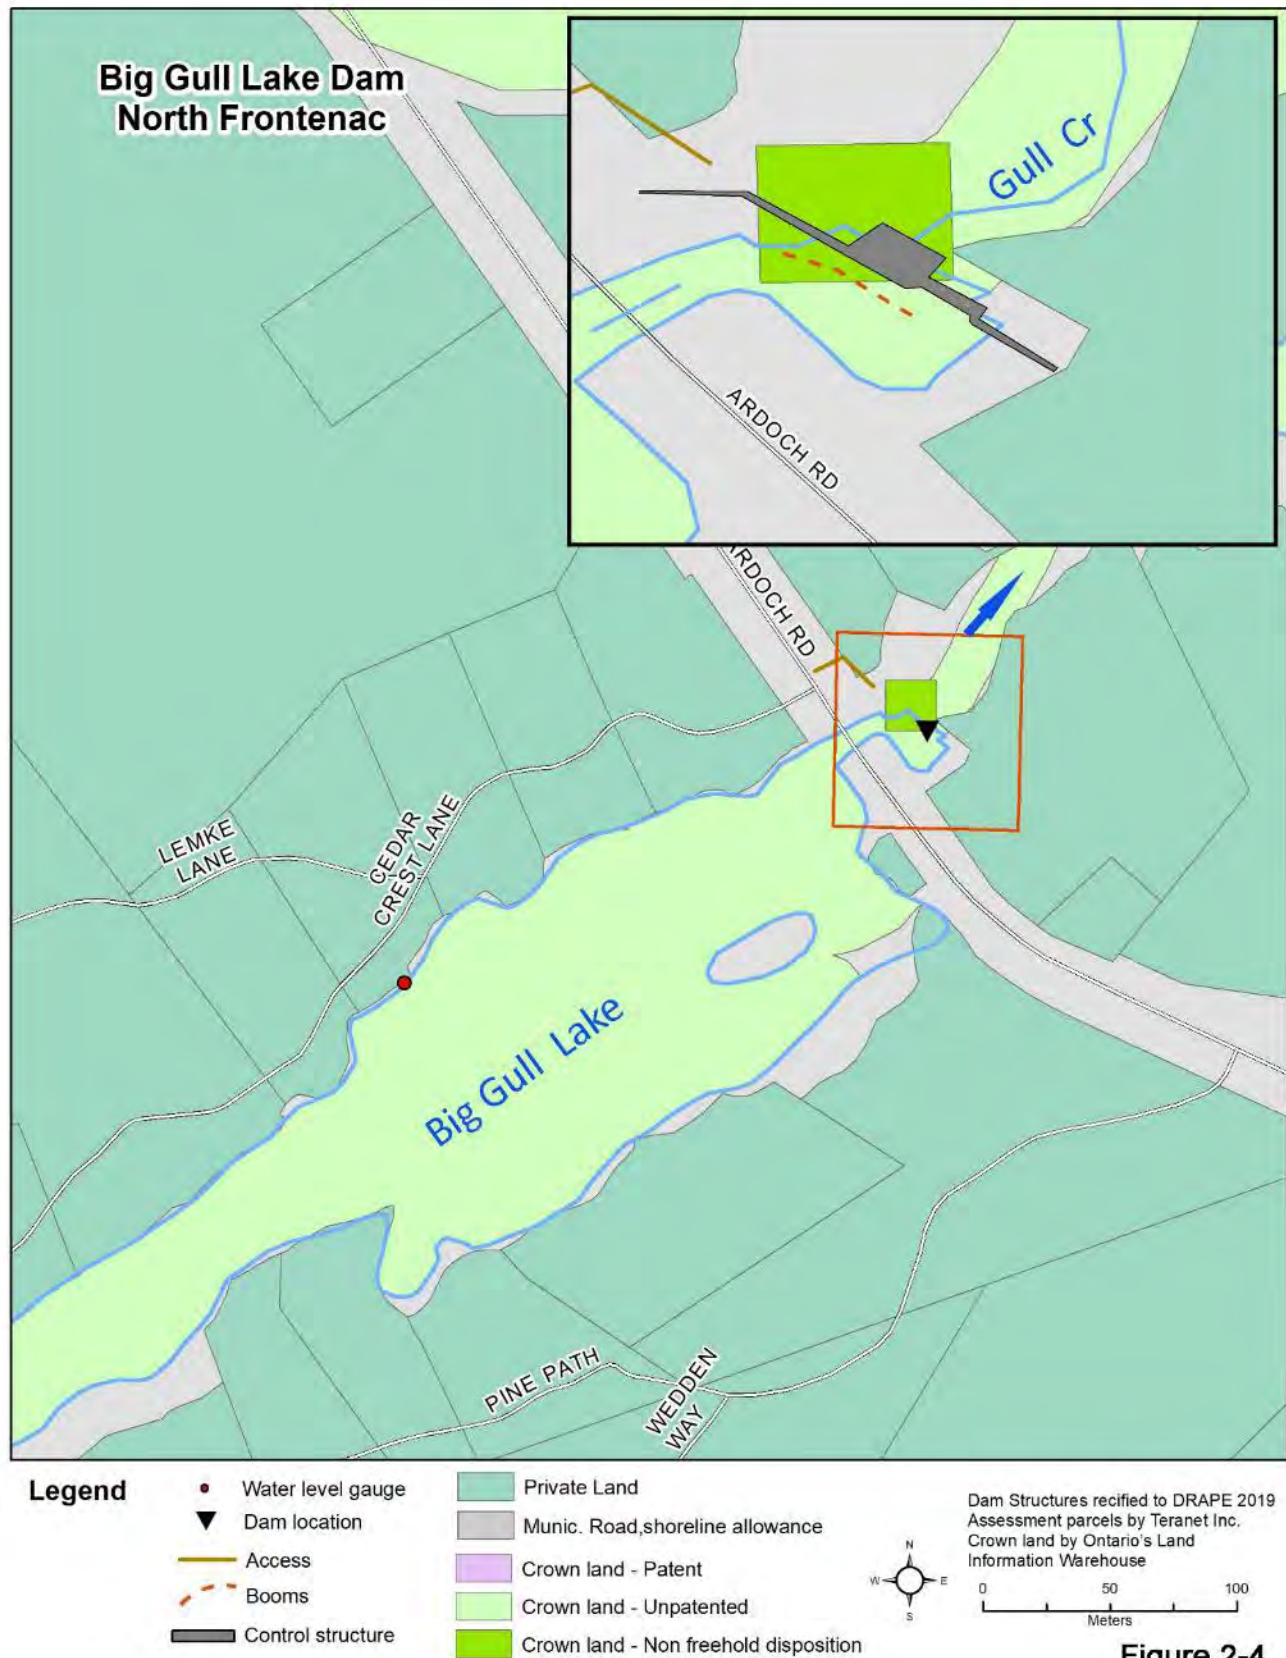 Big Gull Lake Dam
North Frontenac
Gull Cr
ARDOCH RD
ARDOCH RD
LEMKE
LANE
CEDAR
CREST LANE
Big Gull Lake
PINE PATH
WEDDEN
WAY
Legend
Water level gauge
Dam location
Access
Booms
Control structure
Private Land
Munic. Road,shoreline allowance
Crown land - Patent
Crown land - Unpatented
Crown land - Non freehold disposition
N
W
E
S
Dam Structures recified to DRAPE 2019
Assessment parcels by Teranet Inc.
Crown land by Ontario's Land
Information Warehouse
0 50 100
Meters
Figure 2-4